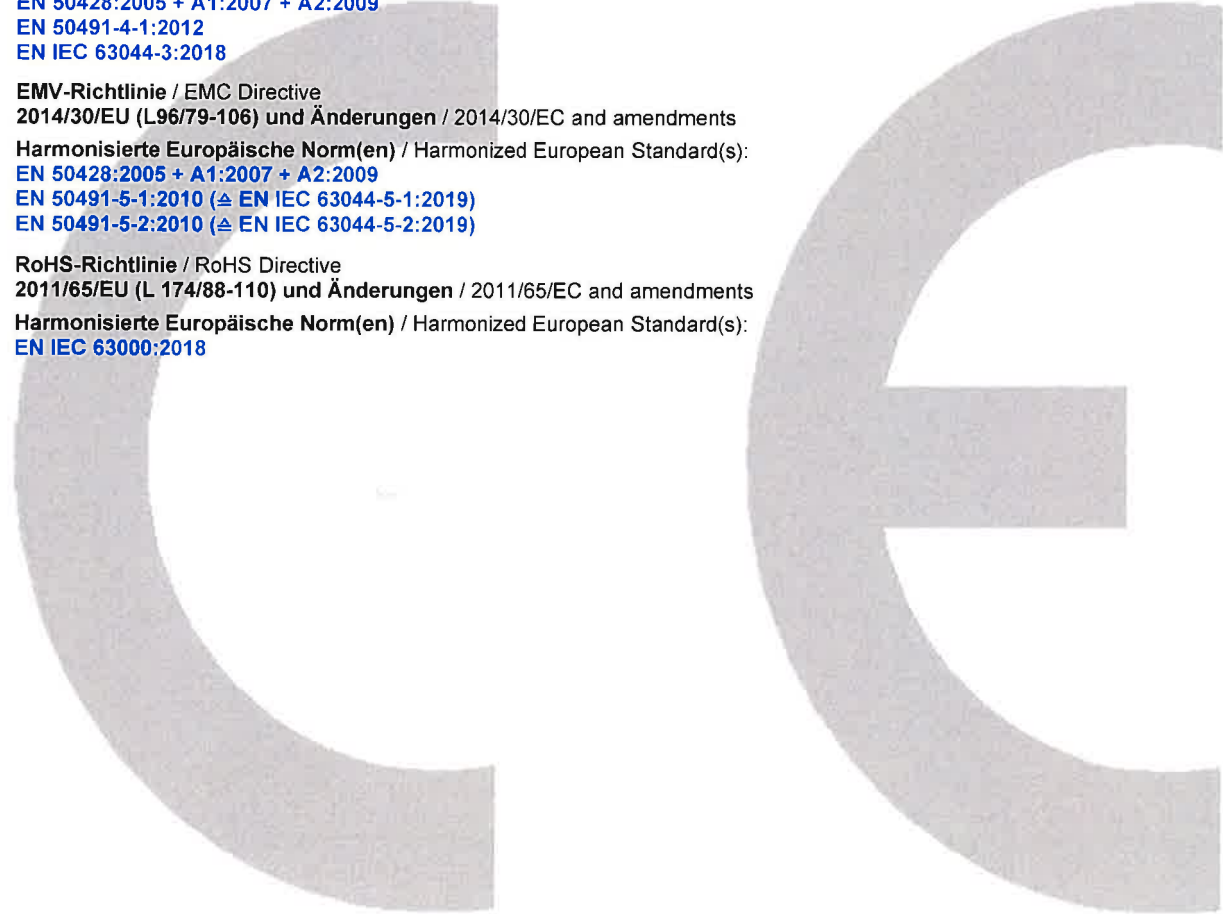 EN 50428:2005 + A1:2007 + A2:2009
EN 50491-4-1:2012
EN IEC 63044-3:2018
EMV-Richtlinie / EMC Directive
2014/30/EU (L96/79-106) und Änderungen / 2014/30/EC and amendments
Harmonisierte Europäische Norm(en) / Harmonized European Standard(s):
EN 50428:2005 + A1:2007 + A2:2009
EN 50491-5-1:2010 (≙ EN IEC 63044-5-1:2019)
EN 50491-5-2:2010 (≙ EN IEC 63044-5-2:2019)
RoHS-Richtlinie / RoHS Directive
2011/65/EU (L 174/88-110) und Änderungen / 2011/65/EC and amendments
Harmonisierte Europäische Norm(en) / Harmonized European Standard(s):
EN IEC 63000:2018
CE